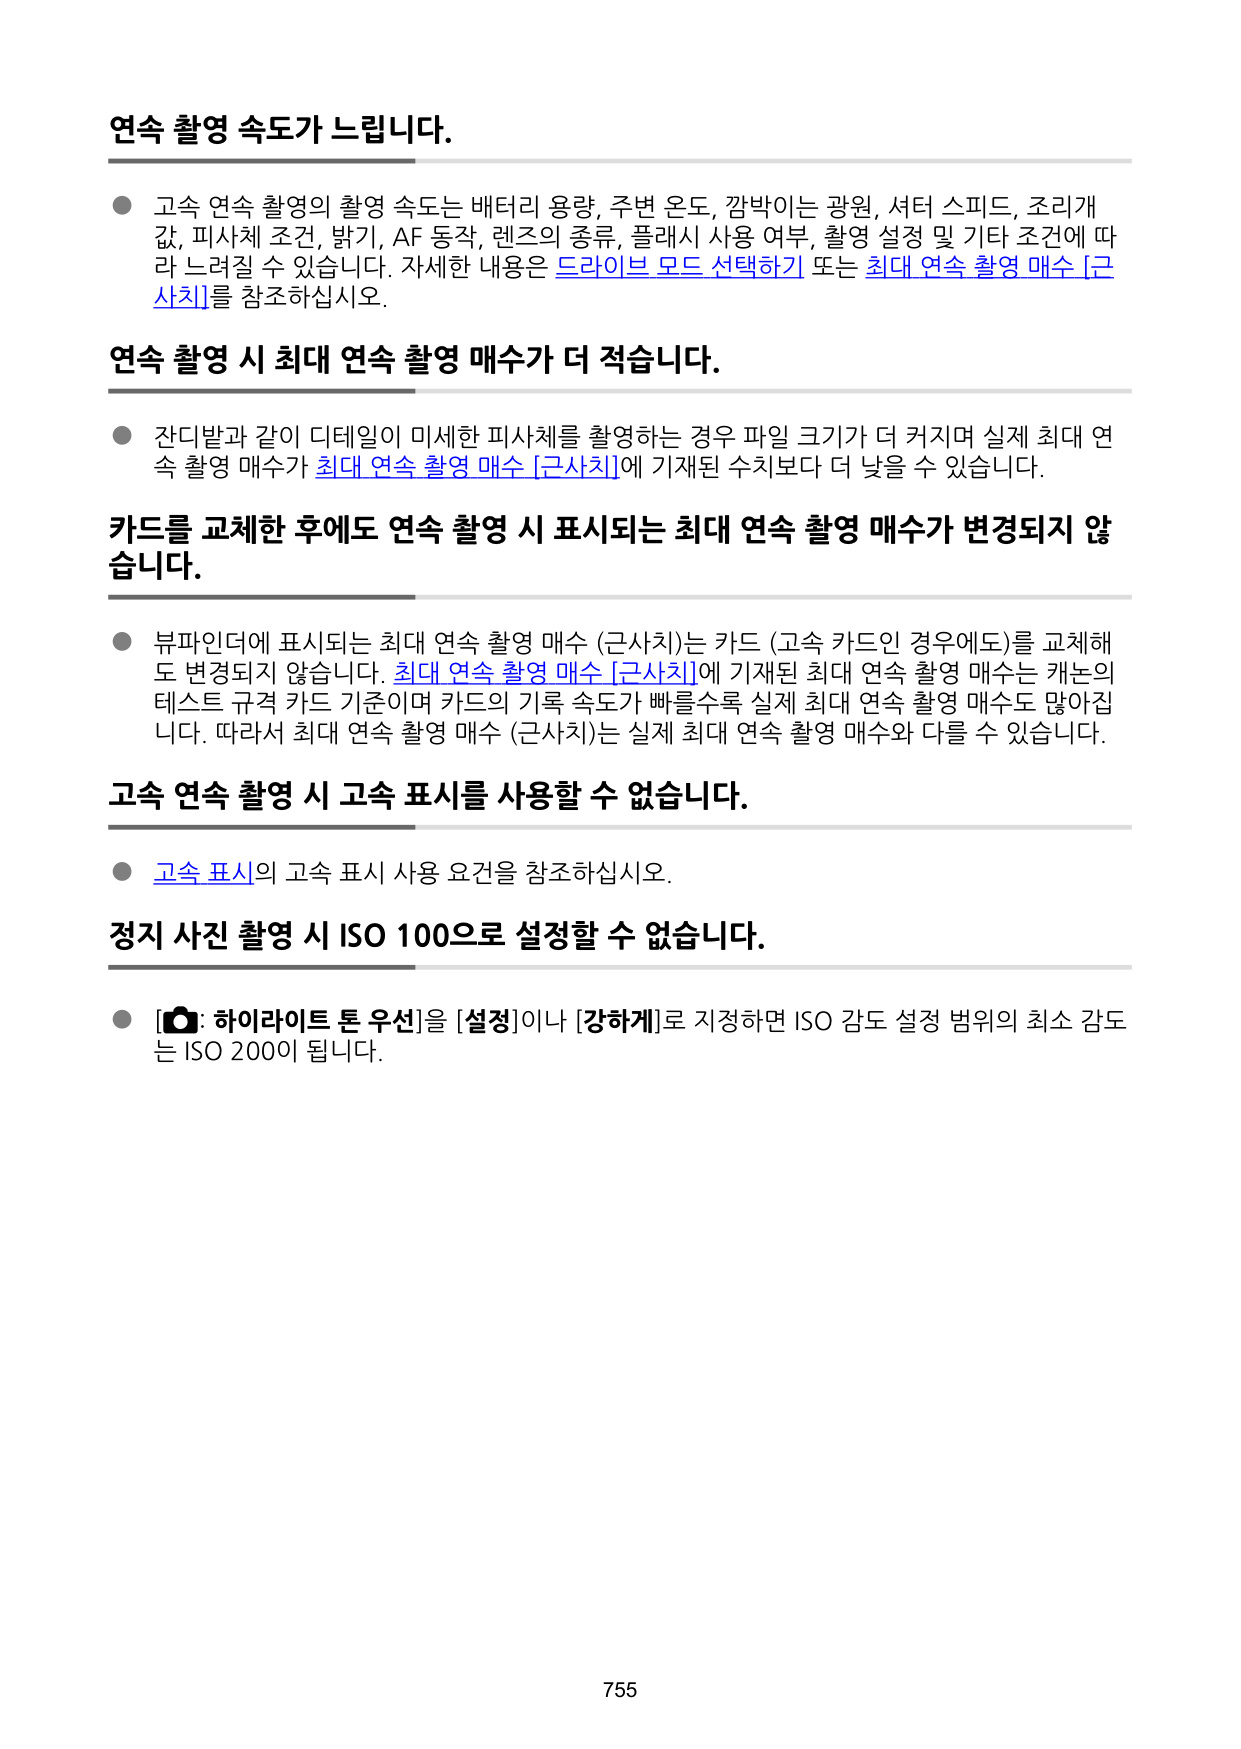 연속 촬영 속도가 느립니다.
● 고속 연속 촬영의 촬영 속도는 배터리 용량, 주변 온도, 깜박이는 광원, 셔터 스피드, 조리개
값, 피사체 조건, 밝기, AF 동작, 렌즈의 종류, 플래시 사용 여부, 촬영 설정 및 기타 조건에 따
라 느려질 수 있습니다. 자세한 내용은 드라이브 모드 선택하기 또는 최대 연속 촬영 매수 [근
사치]를 참조하십시오.
연속 촬영 시 최대 연속 촬영 매수가 더 적습니다.
● 잔디밭과 같이 디테일이 미세한 피사체를 촬영하는 경우 파일 크기가 더 커지며 실제 최대 연
속 촬영 매수가 최대 연속 촬영 매수 [근사치]에 기재된 수치보다 더 낮을 수 있습니다.
카드를 교체한 후에도 연속 촬영 시 표시되는 최대 연속 촬영 매수가 변경되지 않
습니다.
● 뷰파인더에 표시되는 최대 연속 촬영 매수 (근사치)는 카드 (고속 카드인 경우에도)를 교체해
도 변경되지 않습니다. 최대 연속 촬영 매수 [근사치]에 기재된 최대 연속 촬영 매수는 캐논의
테스트 규격 카드 기준이며 카드의 기록 속도가 빠를수록 실제 최대 연속 촬영 매수도 많아집
니다. 따라서 최대 연속 촬영 매수 (근사치)는 실제 최대 연속 촬영 매수와 다를 수 있습니다.
고속 연속 촬영 시 고속 표시를 사용할 수 없습니다.
● 고속 표시의 고속 표시 사용 요건을 참조하십시오.
정지 사진 촬영 시 ISO 100으로 설정할 수 없습니다.
● [: 하이라이트 톤 우선]을 [설정]이나 [강하게]로 지정하면 ISO 감도 설정 범위의 최소 감도
는 ISO 200이 됩니다.
755